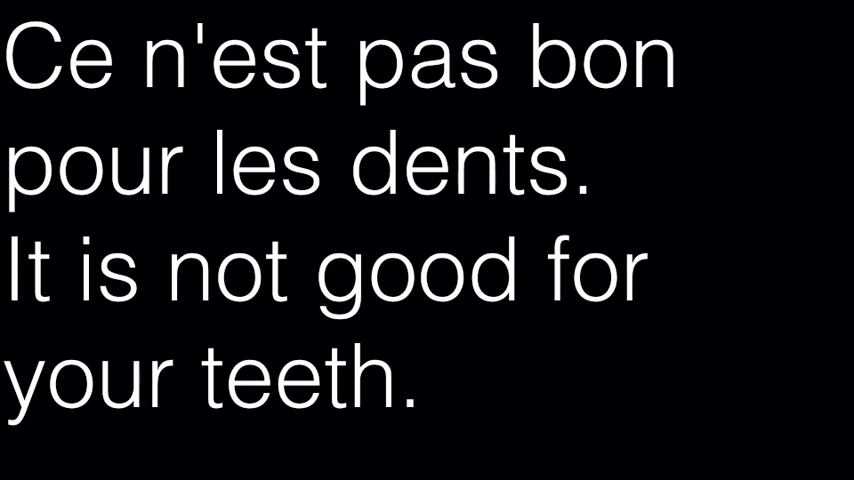 Ce n'est pas bon
pour les dents.
It is not good for
your teeth.